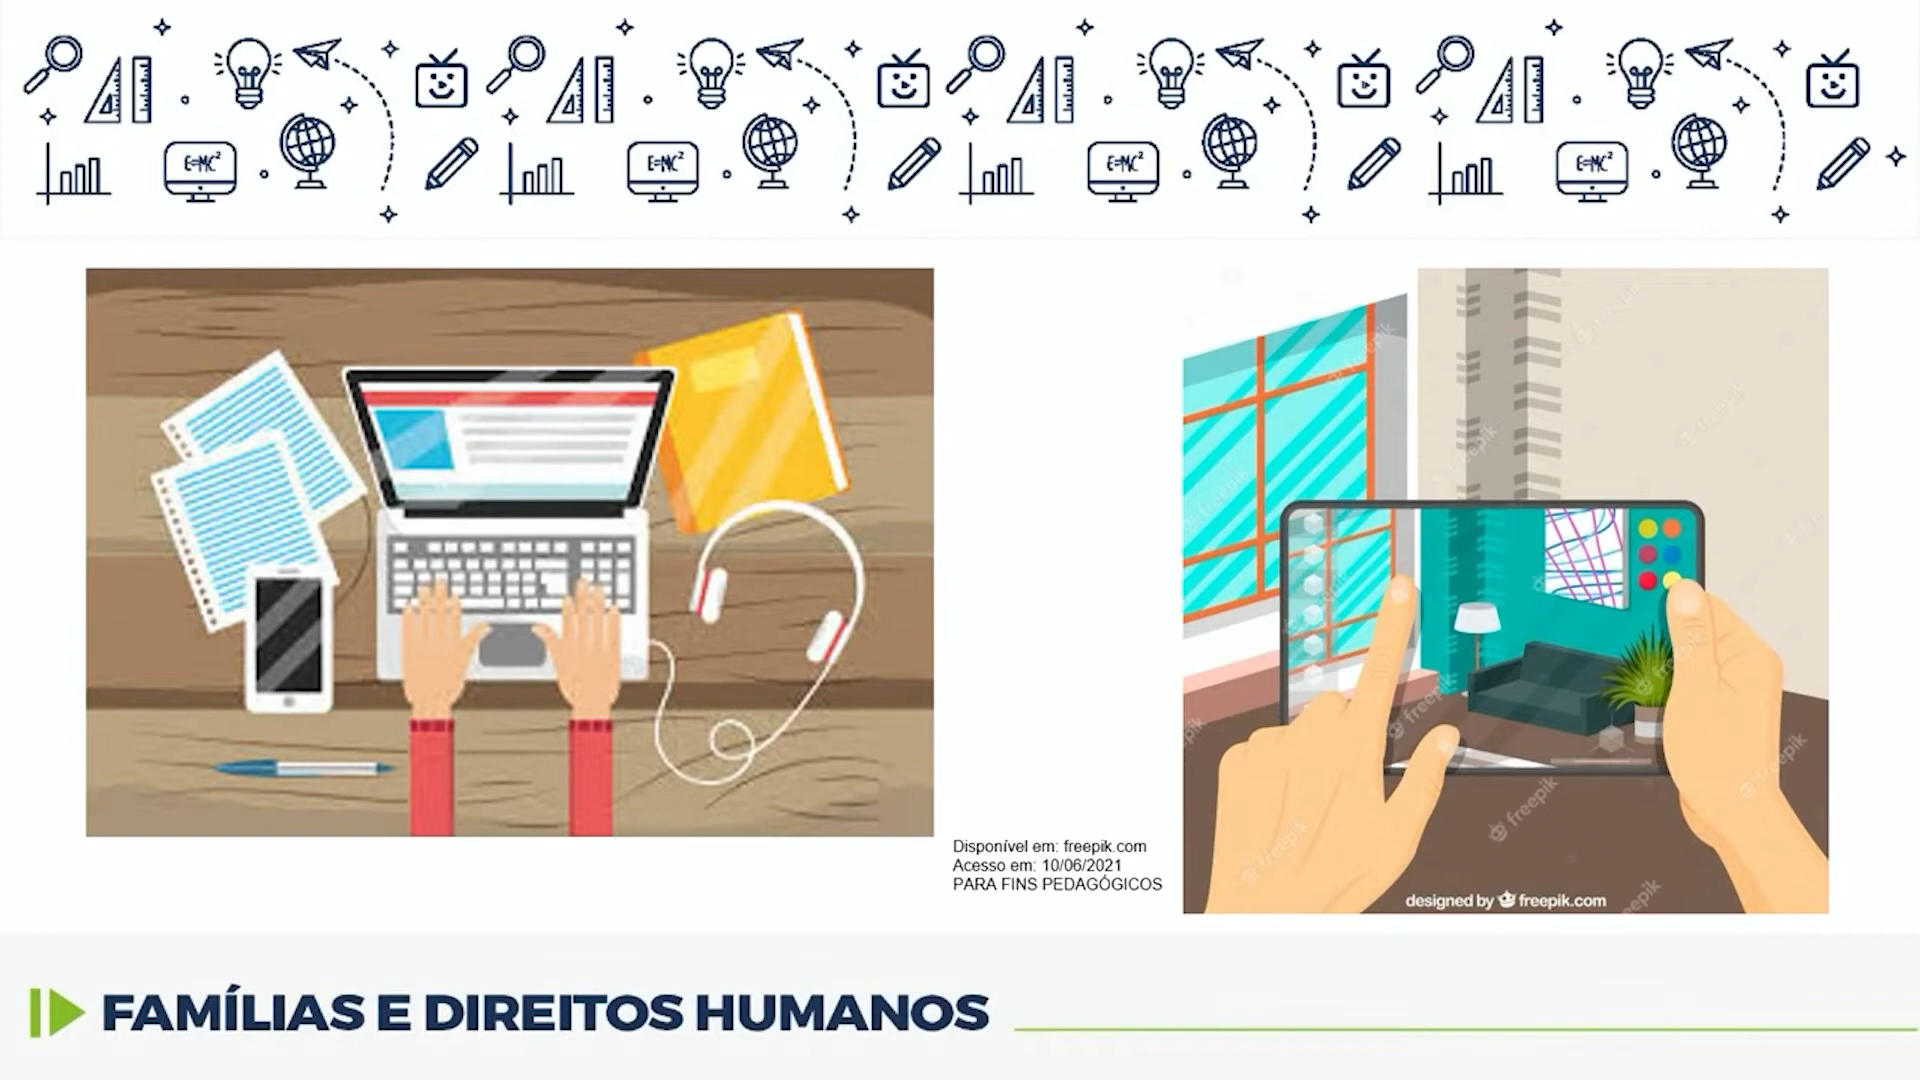 E=MC² E=MC² E=MC² E=MC²
Disponível em: freepik.com
Acesso em: 10/06/2021
PARA FINS PEDAGÓGICOS
designed by freepik.com
FAMÍLIAS E DIREITOS HUMANOS